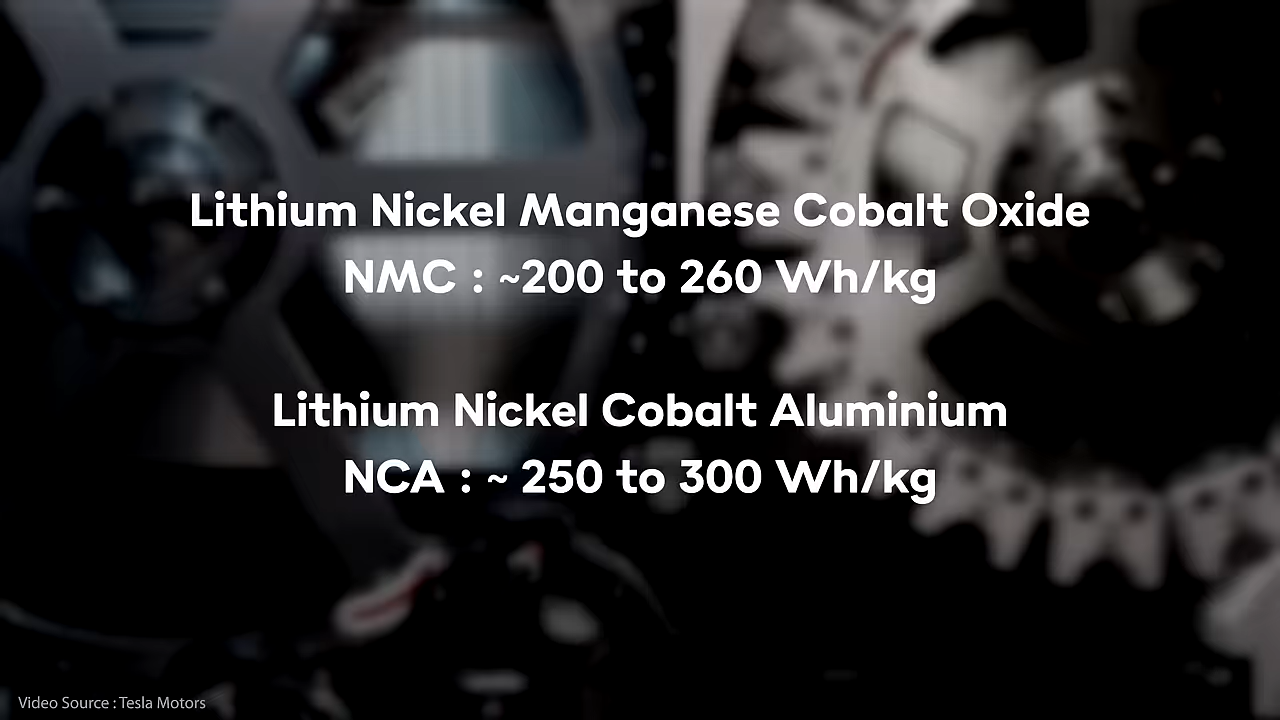 Lithium Nickel Manganese Cobalt Oxide
NMC : ~200 to 260 Wh/kg
Lithium Nickel Cobalt Aluminium
NCA : ~ 250 to 300 Wh/kg
Video Source : Tesla Motors